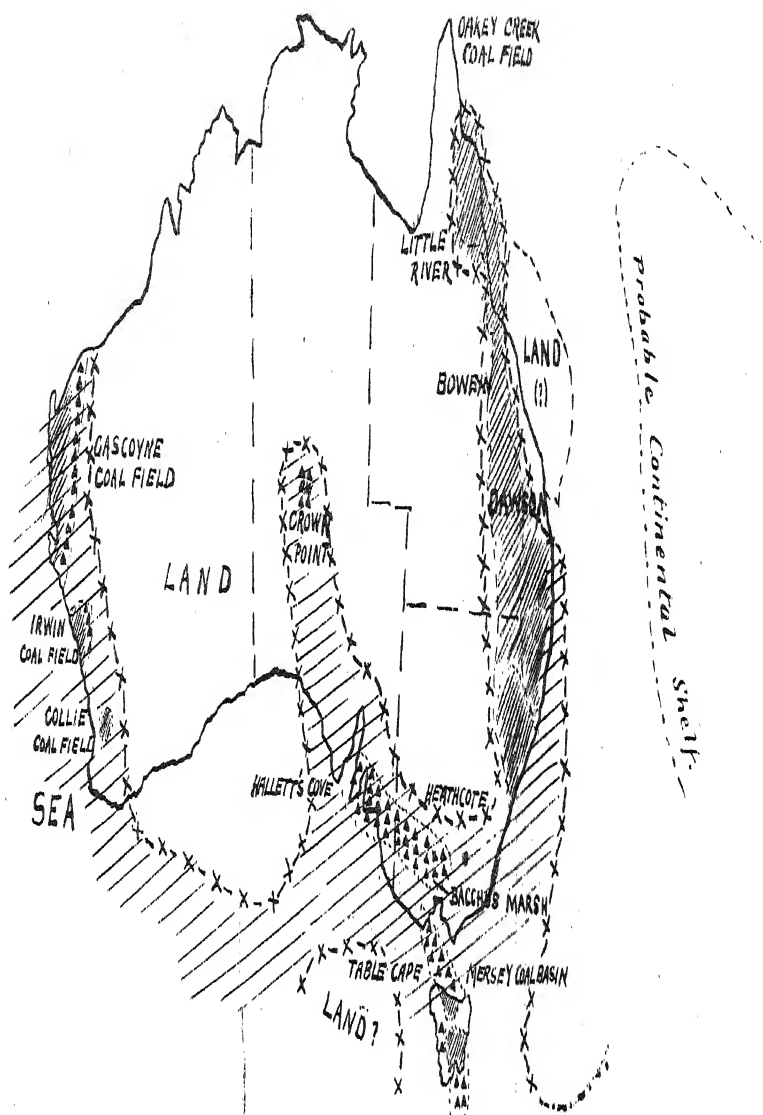 OAKEY CREEK
COAL FIELD
LITTLE
RIVER
LAND
(?)
BOWEN
Probable Continental Shelf.
GASCOYNE
COAL FIELD
DAWSON
CROWN
POINT
LAND
IRWIN
COAL FIELD
COLLIE
COAL FIELD
HALLETTS COVE
HEATHCOTE
SEA
BACCHUS MARSH
TABLE CAPE
MERSEY COAL BASIN
LAND ?